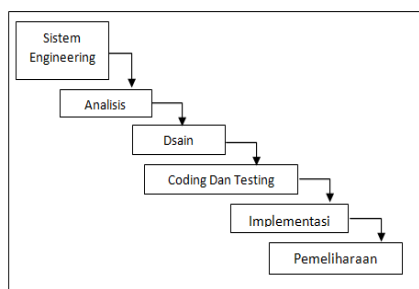 Sistem
Engineering
Analisis
Dsain
Coding Dan Testing
Implementasi
Pemeliharaan